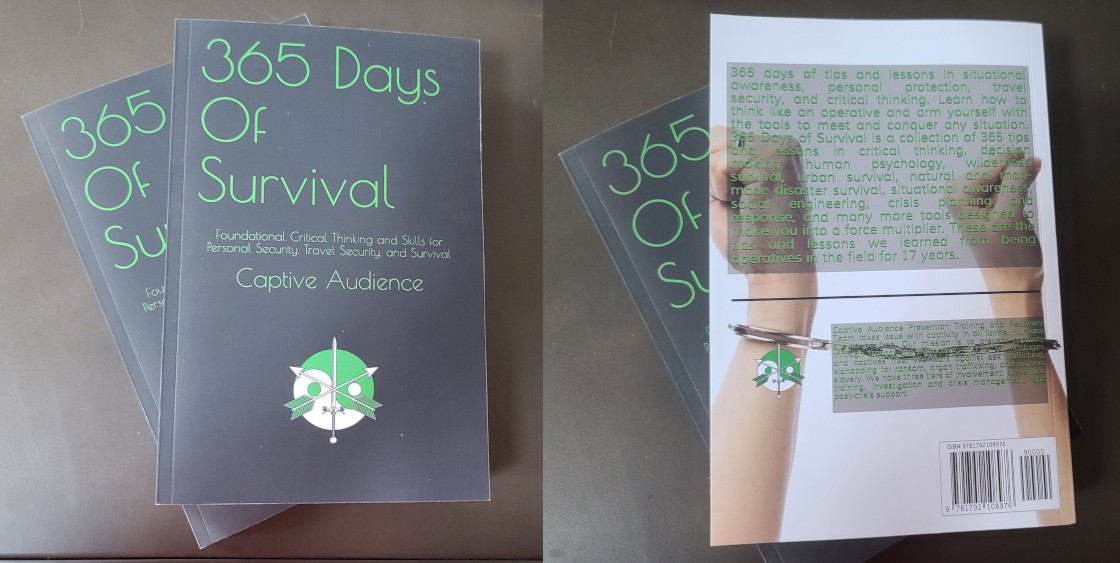 365 Days
Of
Survival
Foundational Critical Thinking and Skills for
Personal Security, Travel Security, and Survival
Captive Audience
365
Of
Su
Fou
Pers
365 days of tips and lessons in situational
awareness, personal protection, travel
security, and critical thinking. Learn how to
think like an operative and arm yourself with
the tools to meet and conquer any situation.
365 Days of Survival is a collection of 365 tips
and lessons in critical thinking, decision
making, human psychology, wilderness
survival, urban survival, natural and man-
made disaster survival, situational awareness,
social engineering, crisis planning and
response, and many more tools designed to
make you into a force multiplier. These are the
tips and lessons we learned from being
operatives in the field for 17 years.
Captive Audience Prevention Training and Recovery
Team takes issue with captivity in all forms.
Our mission is to
and captives against sex trafficking,
kidnapping for ransom, organ trafficking, and
slavery. We have three tiers of involvement:
training, investigation and crisis management, and
post-crisis support.
ISBN 9781792108976
90000
9 781792 108976
365
Of
Su